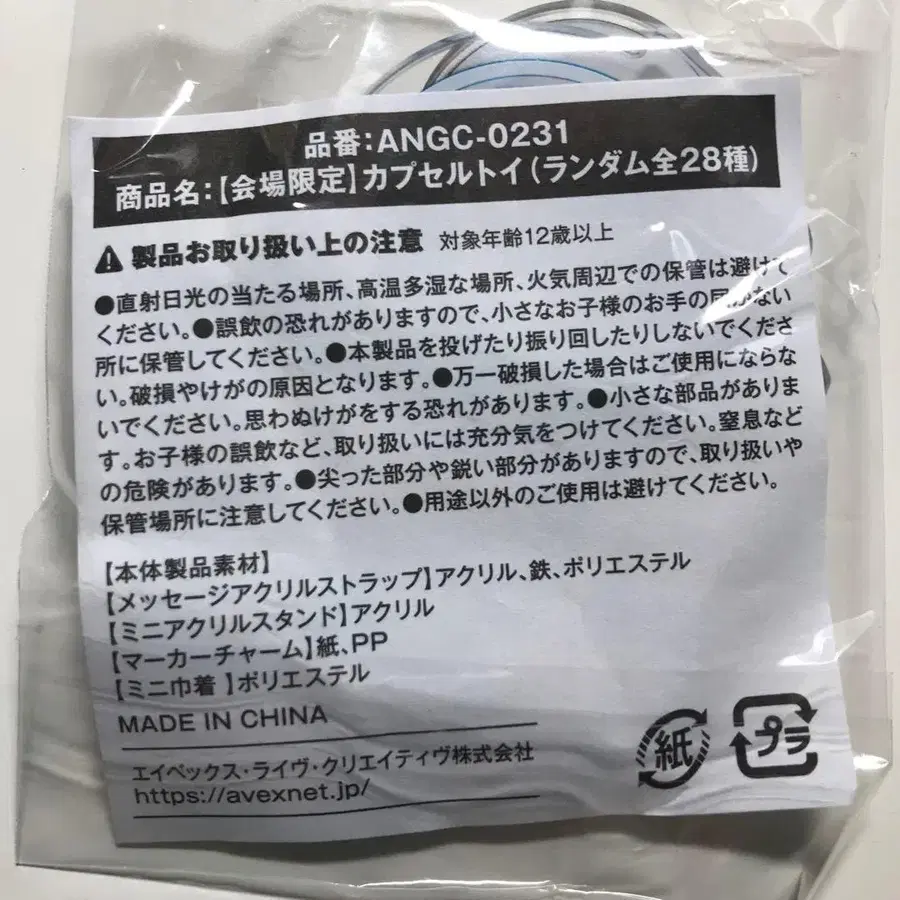 品番:ANGC-0231
商品名:【会場限定】カプセルトイ(ランダム全28種)
製品お取り扱い上の注意 対象年齢12歳以上
●直射日光の当たる場所、高温多湿な場所、火気周辺での保管は避けて
ください。●誤飲の恐れがありますので、小さなお子様のお手の届かない
所に保管してください。●本製品を投げたり振り回したりしないでくださ
い。破損やけがの原因となります。●万一破損した場合はご使用にならな
いでください。思わぬけがをする恐れがあります。●小さな部品がありま
す。お子様の誤飲など、取り扱いには充分気をつけてください。窒息など
の危険があります。●尖った部分や鋭い部分がありますので、取り扱いや
保管場所に注意してください。●用途以外のご使用は避けてください。
【本体製品素材】
【メッセージアクリルストラップ】アクリル、鉄、ポリエステル
【ミニアクリルスタンド】アクリル
【マーカーチャーム】紙、PP
【ミニ巾着 】ポリエステル
MADE IN CHINA
エイベックス・ライヴ・クリエイティヴ株式会社
https://avexnet.jp/
紙 プラ